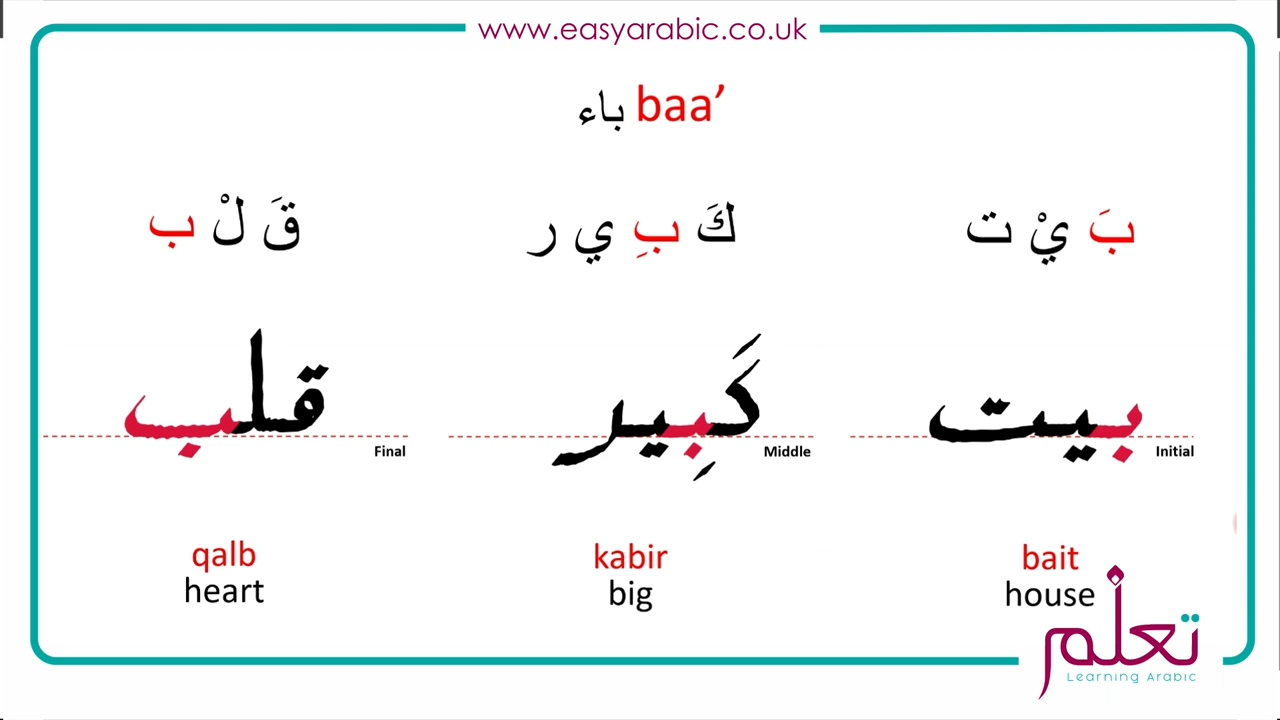 www.easyarabic.co.uk
باء baa’
بَ يْ ت
كَ بِ ي ر
قَ لْ ب
بيت
Initial
كَبِير
Middle
قلب
Final
bait
house
kabir
big
qalb
heart
تعلم
Learning Arabic